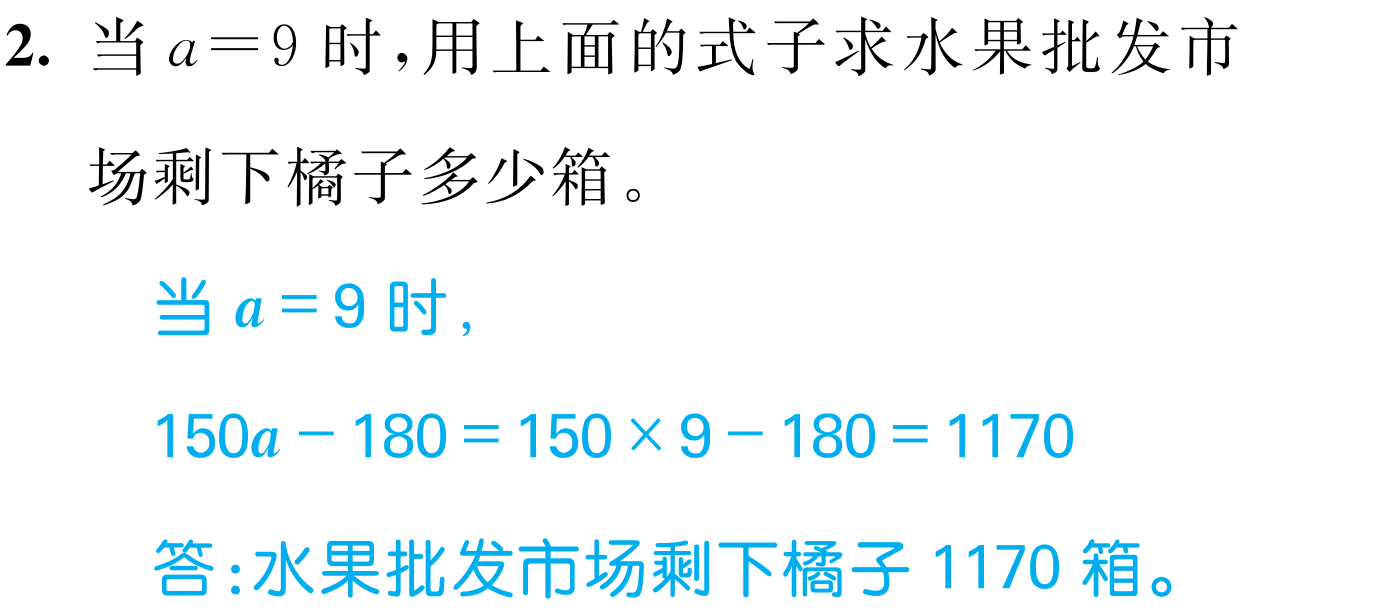 2. 当 a=9 时,用上面的式子求水果批发市
场剩下橘子多少箱。
当 a = 9 时,
150a − 180 = 150 × 9 − 180 = 1170
答:水果批发市场剩下橘子 1170 箱。